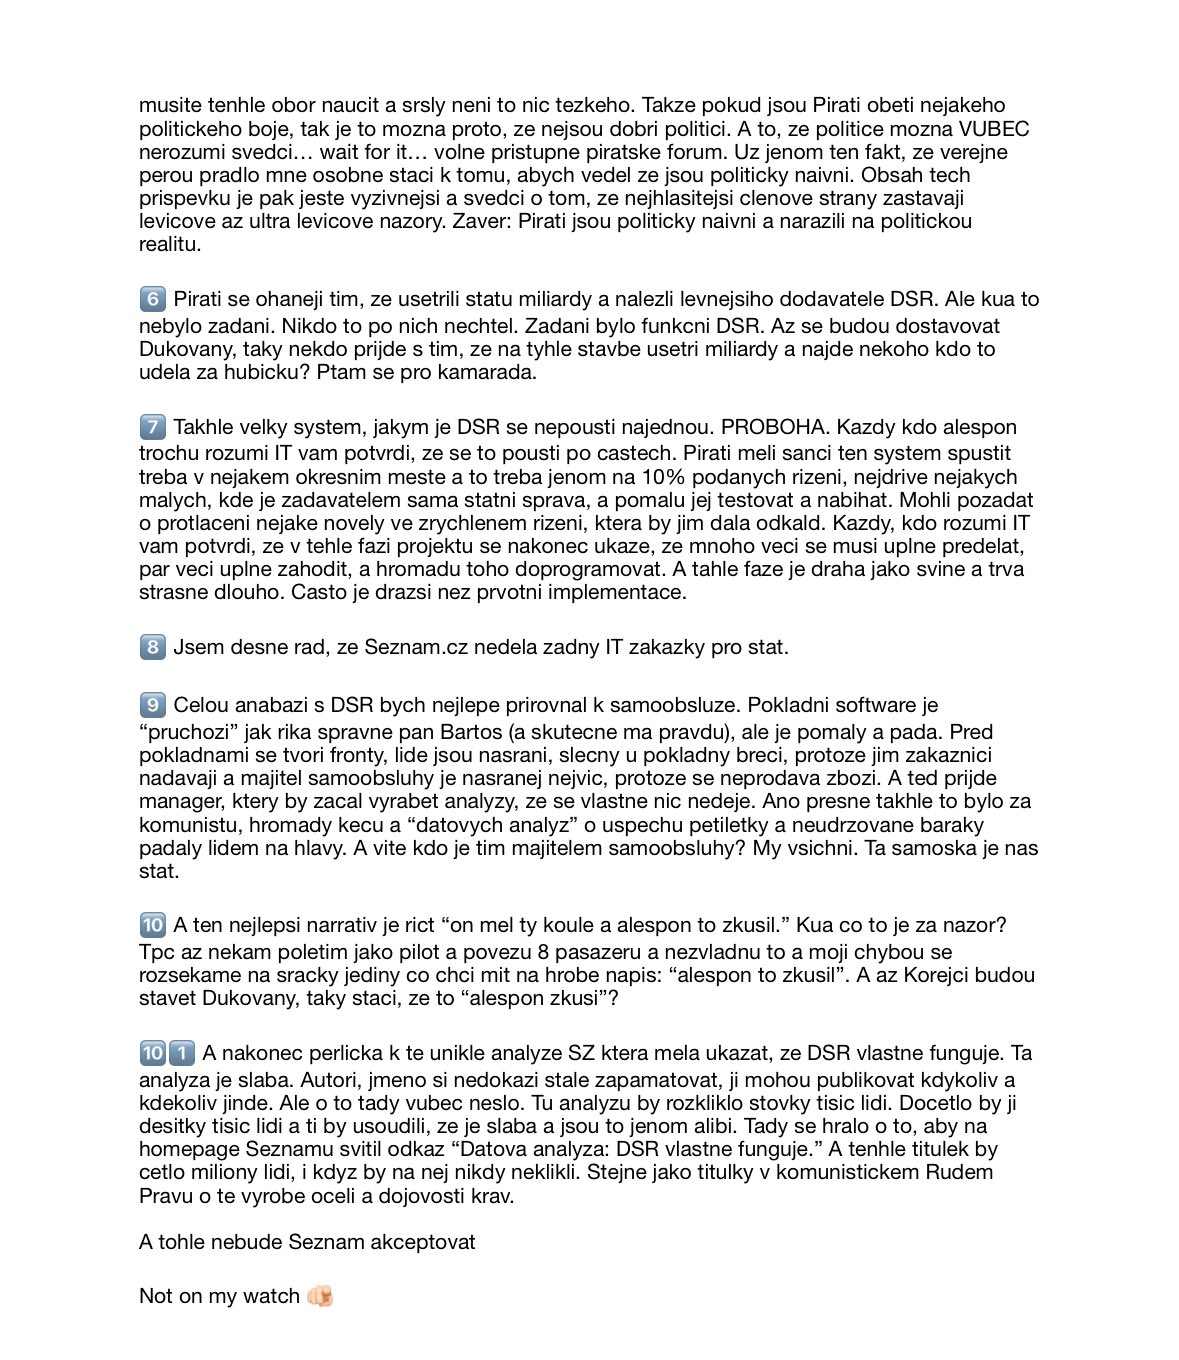 musite tenhle obor naucit a srsly neni to nic tezkeho. Takze pokud jsou Pirati obeti nejakeho
politickeho boje, tak je to mozna proto, ze nejsou dobri politici. A to, ze politice mozna VUBEC
nerozumi svedci… wait for it… volne pristupne piratske forum. Uz jenom ten fakt, ze verejne
perou pradlo mne osobne staci k tomu, abych vedel ze jsou politicky naivni. Obsah tech
prispevku je pak jeste vyzivnejsi a svedci o tom, ze nejhlasitejsi clenove strany zastavaji
levicove az ultra levicove nazory. Zaver: Pirati jsou politicky naivni a narazili na politickou
realitu.
6️⃣ Pirati se ohaneji tim, ze usetrili statu miliardy a nalezli levnejsiho dodavatele DSR. Ale kua to
nebylo zadani. Nikdo to po nich nechtel. Zadani bylo funkcni DSR. Az se budou dostavovat
Dukovany, taky nekdo prijde s tim, ze na tyhle stavbe usetri miliardy a najde nekoho kdo to
udela za hubicku? Ptam se pro kamarada.
7️⃣ Takhle velky system, jakym je DSR se nepousti najednou. PROBOHA. Kazdy kdo alespon
trochu rozumi IT vam potvrdi, ze se to pousti po castech. Pirati meli sanci ten system spustit
treba v nejakem okresnim meste a to treba jenom na 10% podanych rizeni, nejdrive nejakych
malych, kde je zadavatelem sama statni sprava, a pomalu jej testovat a nabihat. Mohli pozadat
o protlaceni nejake novely ve zrychlenem rizeni, ktera by jim dala odkald. Kazdy, kdo rozumi IT
vam potvrdi, ze v tehle fazi projektu se nakonec ukaze, ze mnoho veci se musi uplne predelat,
par veci uplne zahodit, a hromadu toho doprogramovat. A tahle faze je draha jako svine a trva
strasne dlouho. Casto je drazsi nez prvotni implementace.
8️⃣ Jsem desne rad, ze Seznam.cz nedela zadny IT zakazky pro stat.
9️⃣ Celou anabazi s DSR bych nejlepe prirovnal k samoobsluze. Pokladni software je
“pruchozi” jak rika spravne pan Bartos (a skutecne ma pravdu), ale je pomaly a pada. Pred
pokladnami se tvori fronty, lide jsou nasrani, slecny u pokladny breci, protoze jim zakaznici
nadavaji a majitel samoobsluhy je nasranej nejvic, protoze se neprodava zbozi. A ted prijde
manager, ktery by zacal vyrabet analyzy, ze se vlastne nic nedeje. Ano presne takhle to bylo za
komunistu, hromady kecu a “datovych analyz” o uspechu petiletky a neudrzovane baraky
padaly lidem na hlavy. A vite kdo je tim majitelem samoobsluhy? My vsichni. Ta samoska je nas
stat.
🔟 A ten nejlepsi narrativ je rict “on mel ty koule a alespon to zkusil.” Kua co to je za nazor?
Tpc az nekam poletim jako pilot a povezu 8 pasazeru a nezvladnu to a moji chybou se
rozsekame na sracky jediny co chci mit na hrobe napis: “alespon to zkusil”. A az Korejci budou
stavet Dukovany, taky staci, ze to “alespon zkusi”?
🔟1️⃣ A nakonec perlicka k te unikle analyze SZ ktera mela ukazat, ze DSR vlastne funguje. Ta
analyza je slaba. Autori, jmeno si nedokazi stale zapamatovat, ji mohou publikovat kdykoliv a
kdekoliv jinde. Ale o to tady vubec neslo. Tu analyzu by rozkliklo stovky tisic lidi. Docetlo by ji
desitky tisic lidi a ti by usoudili, ze je slaba a jsou to jenom alibi. Tady se hralo o to, aby na
homepage Seznamu svitil odkaz “Datova analyza: DSR vlastne funguje.” A tenhle titulek by
cetlo miliony lidi, i kdyz by na nej nikdy neklikli. Stejne jako titulky v komunistickem Rudem
Pravu o te vyrobe oceli a dojovosti krav.
A tohle nebude Seznam akceptovat
Not on my watch 🫵🏻